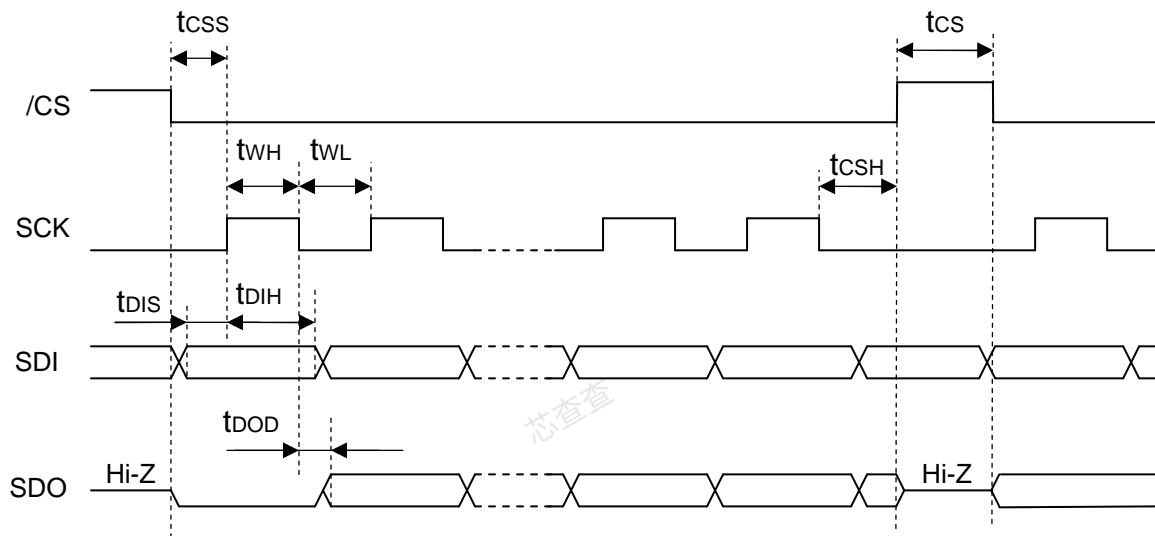 tCSS
tCS
/CS
tWH
tWL
tCSH
SCK
tDIS
tDIH
SDI
芯查查
tDOD
Hi-Z
Hi-Z
SDO